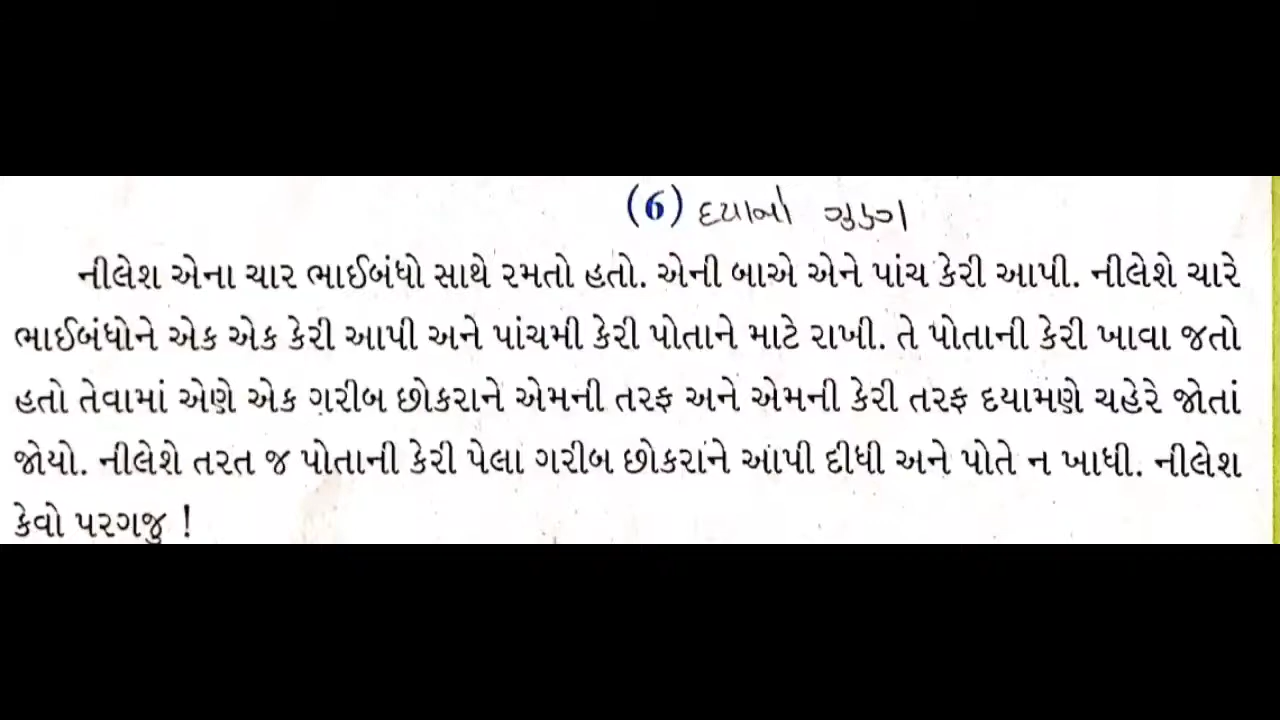 (6) દયાનો ગુણ
નીલેશ એના ચાર ભાઈબંધો સાથે રમતો હતો. એની બાએ એને પાંચ કેરી આપી. નીલેશે ચારે
ભાઈબંધોને એક એક કેરી આપી અને પાંચમી કેરી પોતાને માટે રાખી. તે પોતાની કેરી ખાવા જતો
હતો તેવામાં એણે એક ગરીબ છોકરાને એમની તરફ અને એમની કેરી તરફ દયામણે ચહેરે જોતાં
જોયો. નીલેશે તરત જ પોતાની કેરી પેલા ગરીબ છોકરાને આપી દીધી અને પોતે ન ખાધી. નીલેશ
કેવો પરગજુ !